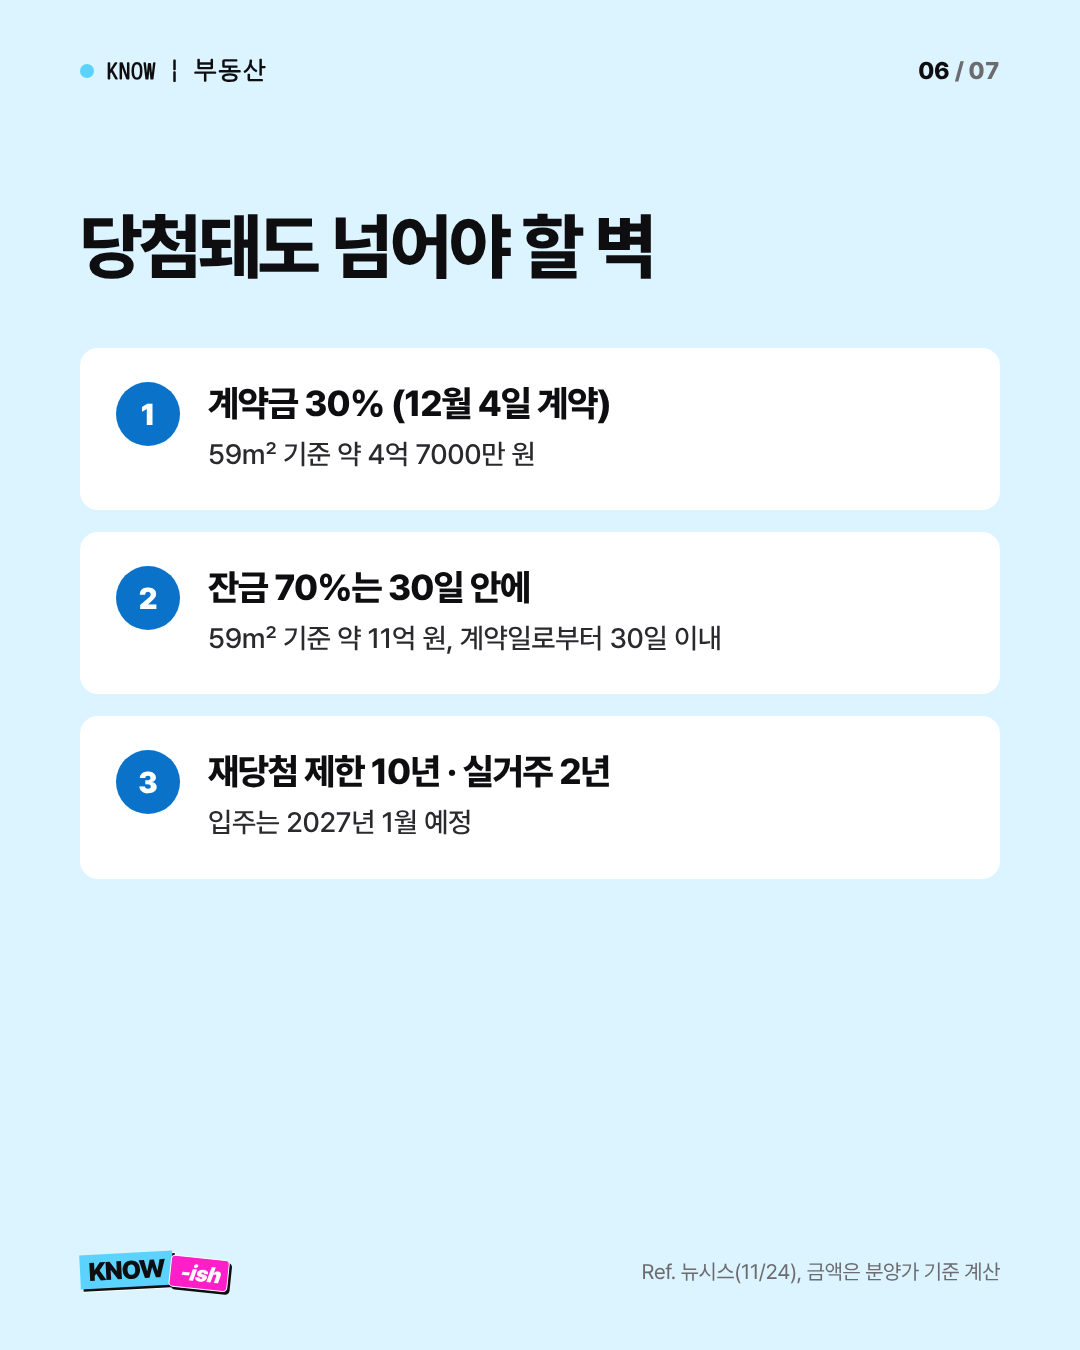 KNOW | 부동산
06 / 07
당첨돼도 넘어야 할 벽
1
계약금 30% (12월 4일 계약)
59m² 기준 약 4억 7000만 원
2
잔금 70%는 30일 안에
59m² 기준 약 11억 원, 계약일로부터 30일 이내
3
재당첨 제한 10년 · 실거주 2년
입주는 2027년 1월 예정
KNOW -ish
Ref. 뉴시스(11/24), 금액은 분양가 기준 계산